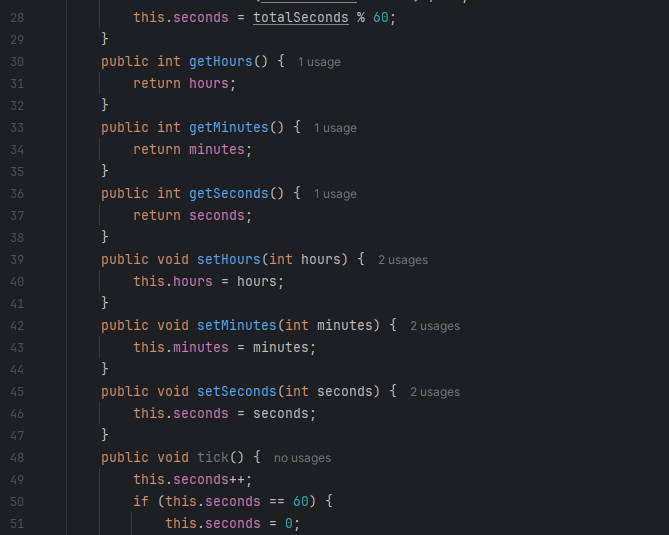 28 this.seconds = totalSeconds % 60;
29 }
30 public int getHours() { 1 usage
31 return hours;
32 }
33 public int getMinutes() { 1 usage
34 return minutes;
35 }
36 public int getSeconds() { 1 usage
37 return seconds;
38 }
39 public void setHours(int hours) { 2 usages
40 this.hours = hours;
41 }
42 public void setMinutes(int minutes) { 2 usages
43 this.minutes = minutes;
44 }
45 public void setSeconds(int seconds) { 2 usages
46 this.seconds = seconds;
47 }
48 public void tick() { no usages
49 this.seconds++;
50 if (this.seconds == 60) {
51 this.seconds = 0;